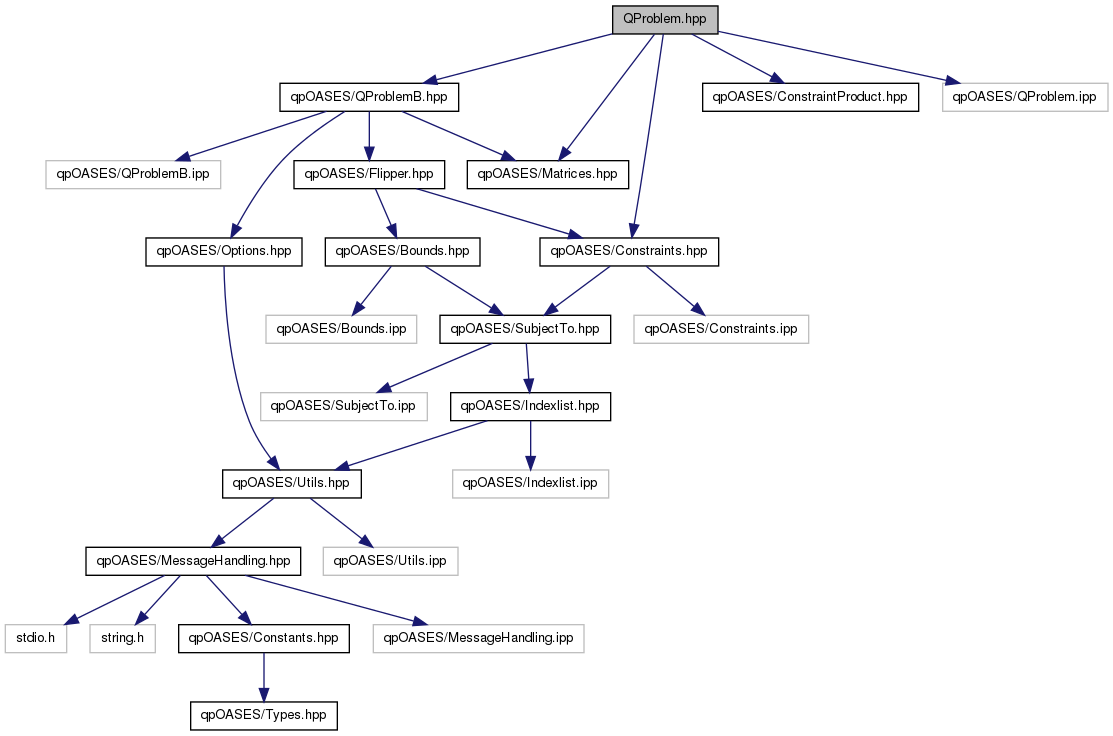 QProblem.hpp
qpOASES/QProblemB.hpp
qpOASES/ConstraintProduct.hpp
qpOASES/QProblem.ipp
qpOASES/QProblemB.ipp
qpOASES/Flipper.hpp
qpOASES/Matrices.hpp
qpOASES/Options.hpp
qpOASES/Bounds.hpp
qpOASES/Constraints.hpp
qpOASES/Bounds.ipp
qpOASES/SubjectTo.hpp
qpOASES/Constraints.ipp
qpOASES/SubjectTo.ipp
qpOASES/Indexlist.hpp
qpOASES/Utils.hpp
qpOASES/Indexlist.ipp
qpOASES/MessageHandling.hpp
qpOASES/Utils.ipp
stdio.h
string.h
qpOASES/Constants.hpp
qpOASES/MessageHandling.ipp
qpOASES/Types.hpp